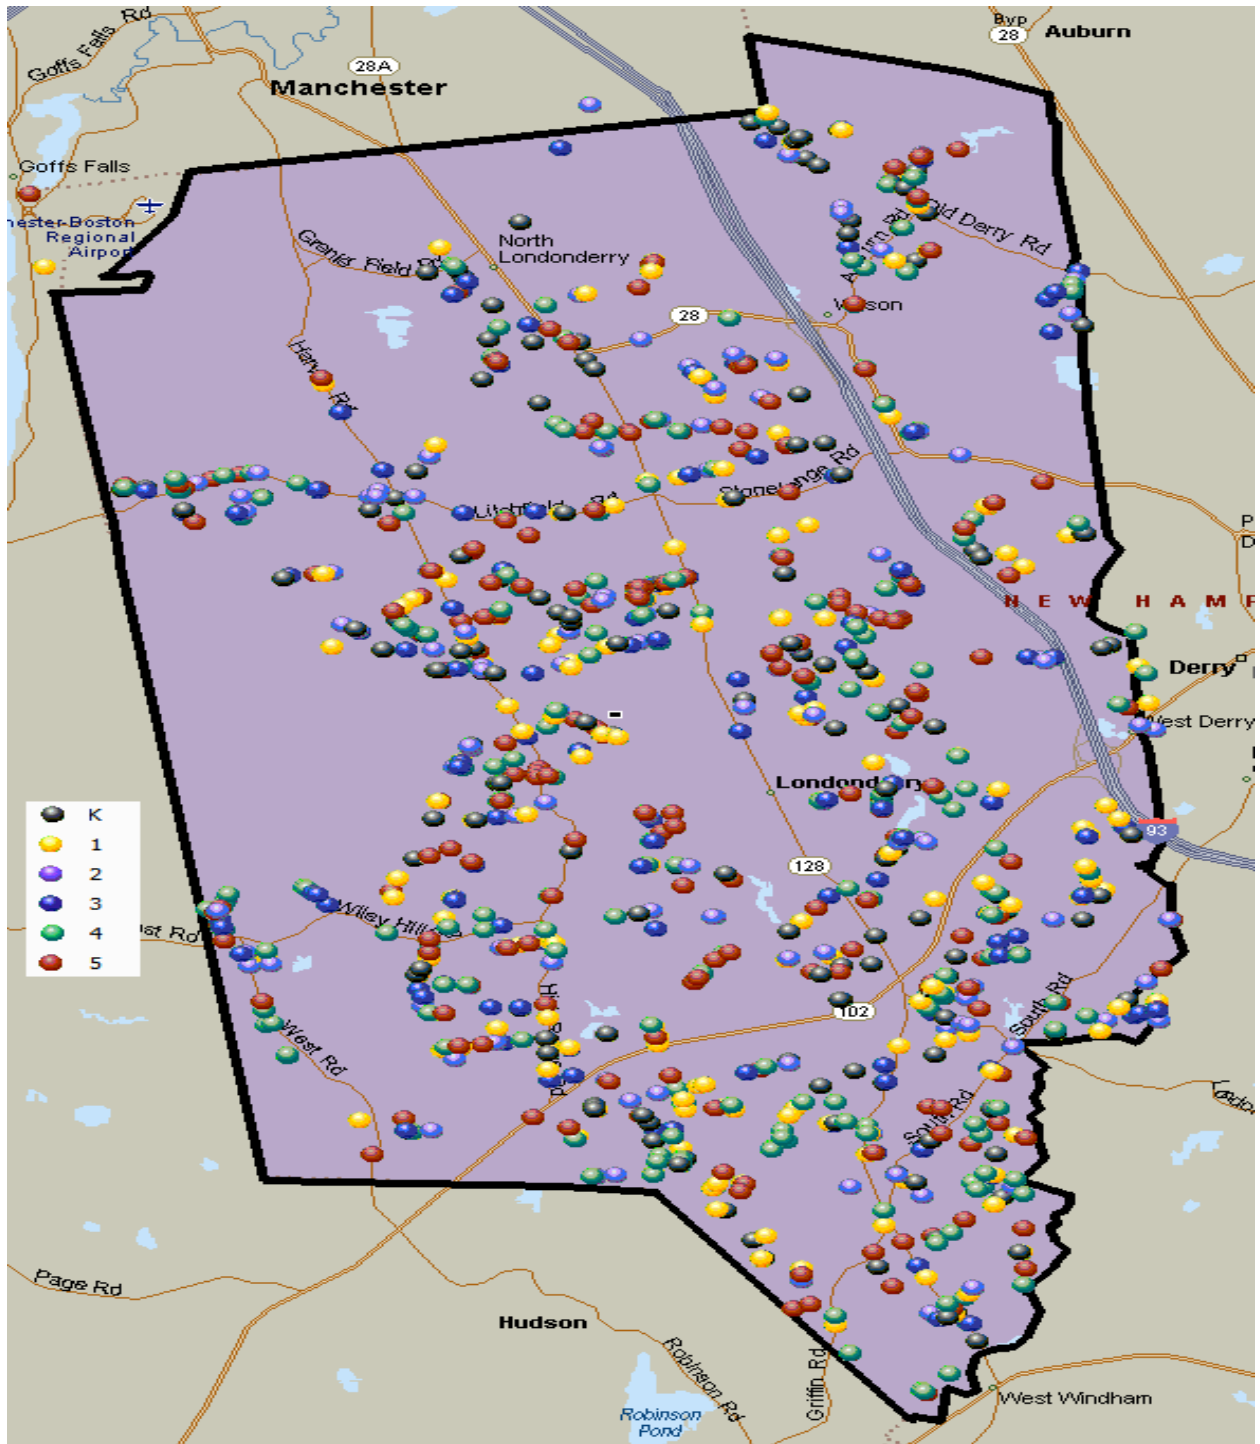 Goffs Falls Rd
28A
Manchester
Byp
28
Auburn
Goffs Falls
Regional
Airport
North
Londonderry
Grenier Field Rd
Old Derry Rd
28
Stonehenge Rd
NEW HAMP
Derry
West Derry
Londonderry
128
93
K
1
2
3
4
5
Wiley Hill
West Rd
102
South Rd
South Rd
Page Rd
Hudson
Robinson Rd
Griffin Rd
Robinson
Pond
West Windham